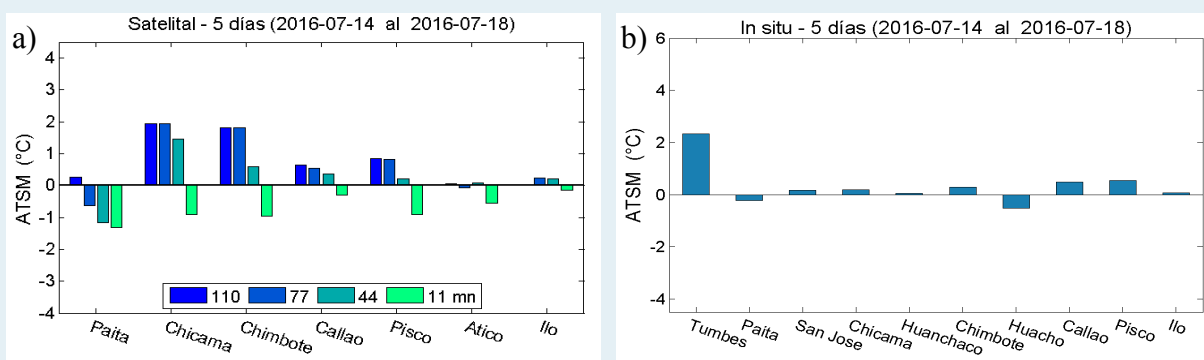 a)
Satelital - 5 días (2016-07-14 al 2016-07-18)
ATSM (°C)
4
3
2
1
0
-1
-2
-3
-4
110 77 44 11 mn
Paita Chicama Chimbote Callao Pisco Atico Ilo
b)
In situ - 5 días (2016-07-14 al 2016-07-18)
ATSM (°C)
6
4
2
0
-2
-4
Tumbes Paita San Jose Chicama Huanchaco Chimbote Huacho Callao Pisco Ilo